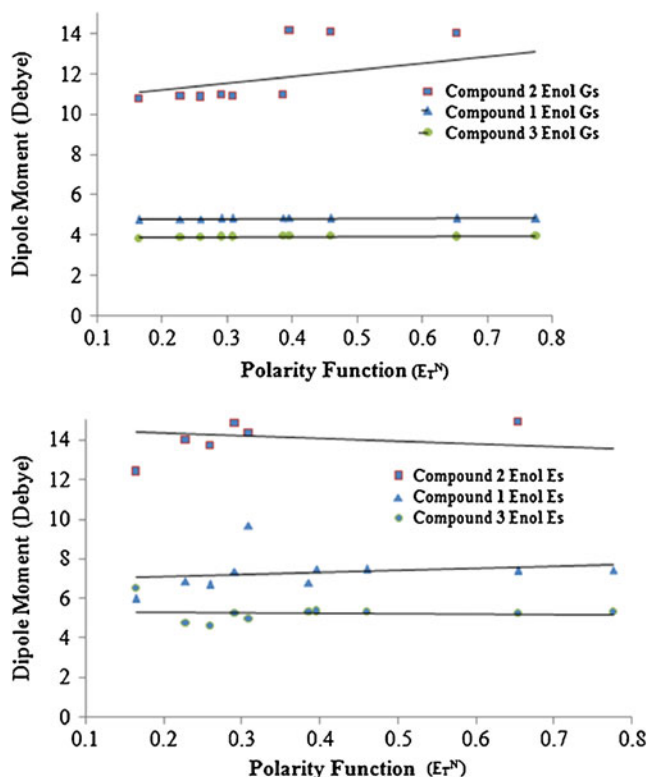 Dipole Moment (Debye)
14
12
10
8
6
4
2
0
Compound 2 Enol Gs
Compound 1 Enol Gs
Compound 3 Enol Gs
0.1 0.2 0.3 0.4 0.5 0.6 0.7 0.8
Polarity Function (ETN)
Dipole Moment (Debye)
14
12
10
8
6
4
2
0
Compound 2 Enol Es
Compound 1 Enol Es
Compound 3 Enol Es
0.1 0.2 0.3 0.4 0.5 0.6 0.7 0.8
Polarity Function (ETN)